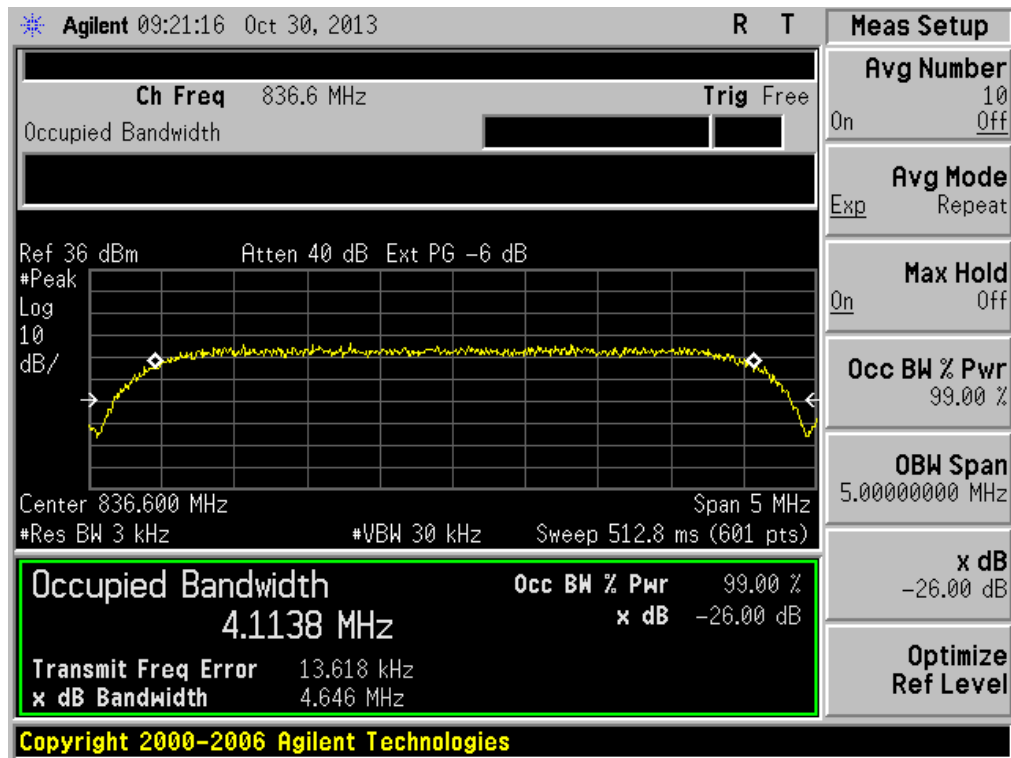 Agilent 09:21:16 Oct 30, 2013 R T
Ch Freq 836.6 MHz Trig Free
Occupied Bandwidth
Ref 36 dBm Atten 40 dB Ext PG -6 dB
#Peak
Log
10
dB/
Center 836.600 MHz Span 5 MHz
#Res BW 3 kHz #VBW 30 kHz Sweep 512.8 ms (601 pts)
Occupied Bandwidth Occ BW % Pwr 99.00 %
4.1138 MHz x dB -26.00 dB
Transmit Freq Error 13.618 kHz
x dB Bandwidth 4.646 MHz
Copyright 2000-2006 Agilent Technologies
Meas Setup
Avg Number
10
On Off
Avg Mode
Exp Repeat
Max Hold
On Off
Occ BW % Pwr
99.00 %
OBW Span
5.00000000 MHz
x dB
-26.00 dB
Optimize
Ref Level